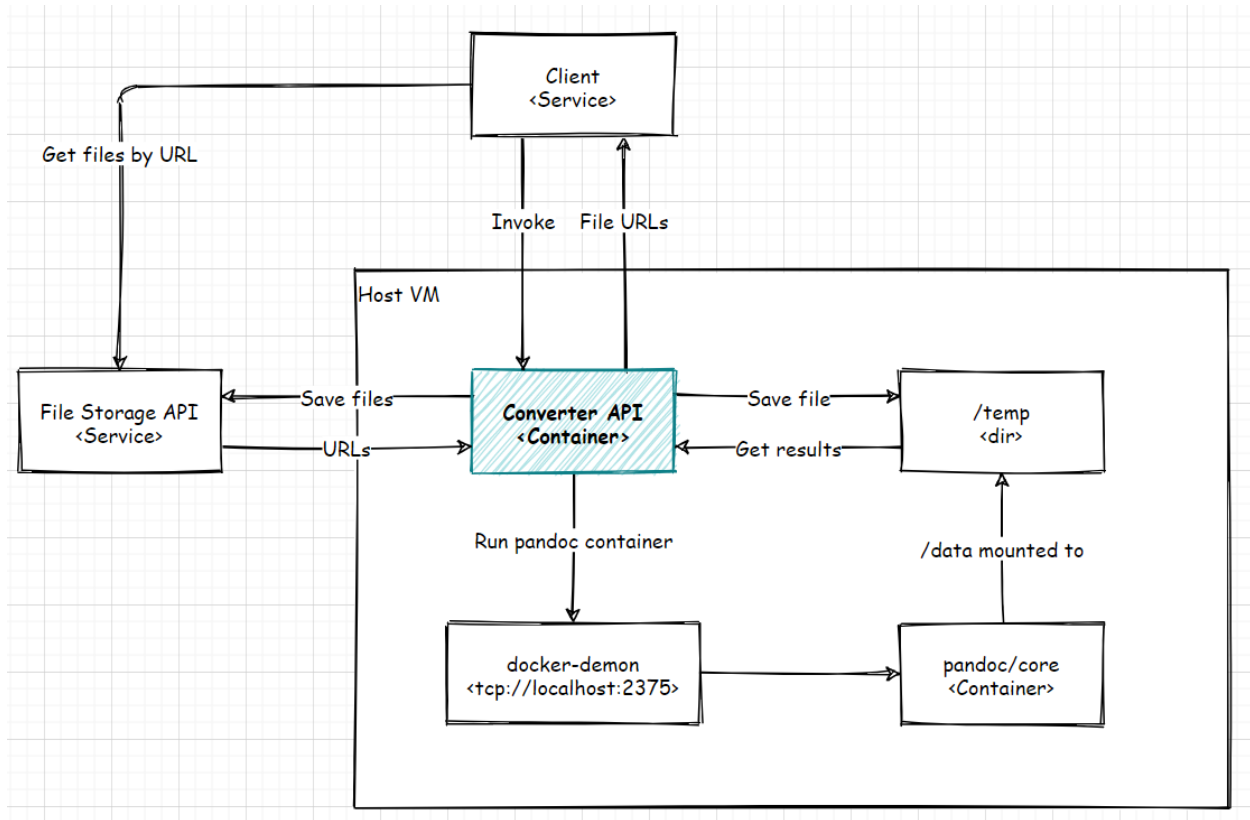 Client
<Service>
Get files by URL
Invoke
File URLs
Host VM
File Storage API
<Service>
Save files
URLs
Converter API
<Container>
Save file
Get results
/temp
<dir>
Run pandoc container
/data mounted to
docker-demon
<tcp://localhost:2375>
pandoc/core
<Container>